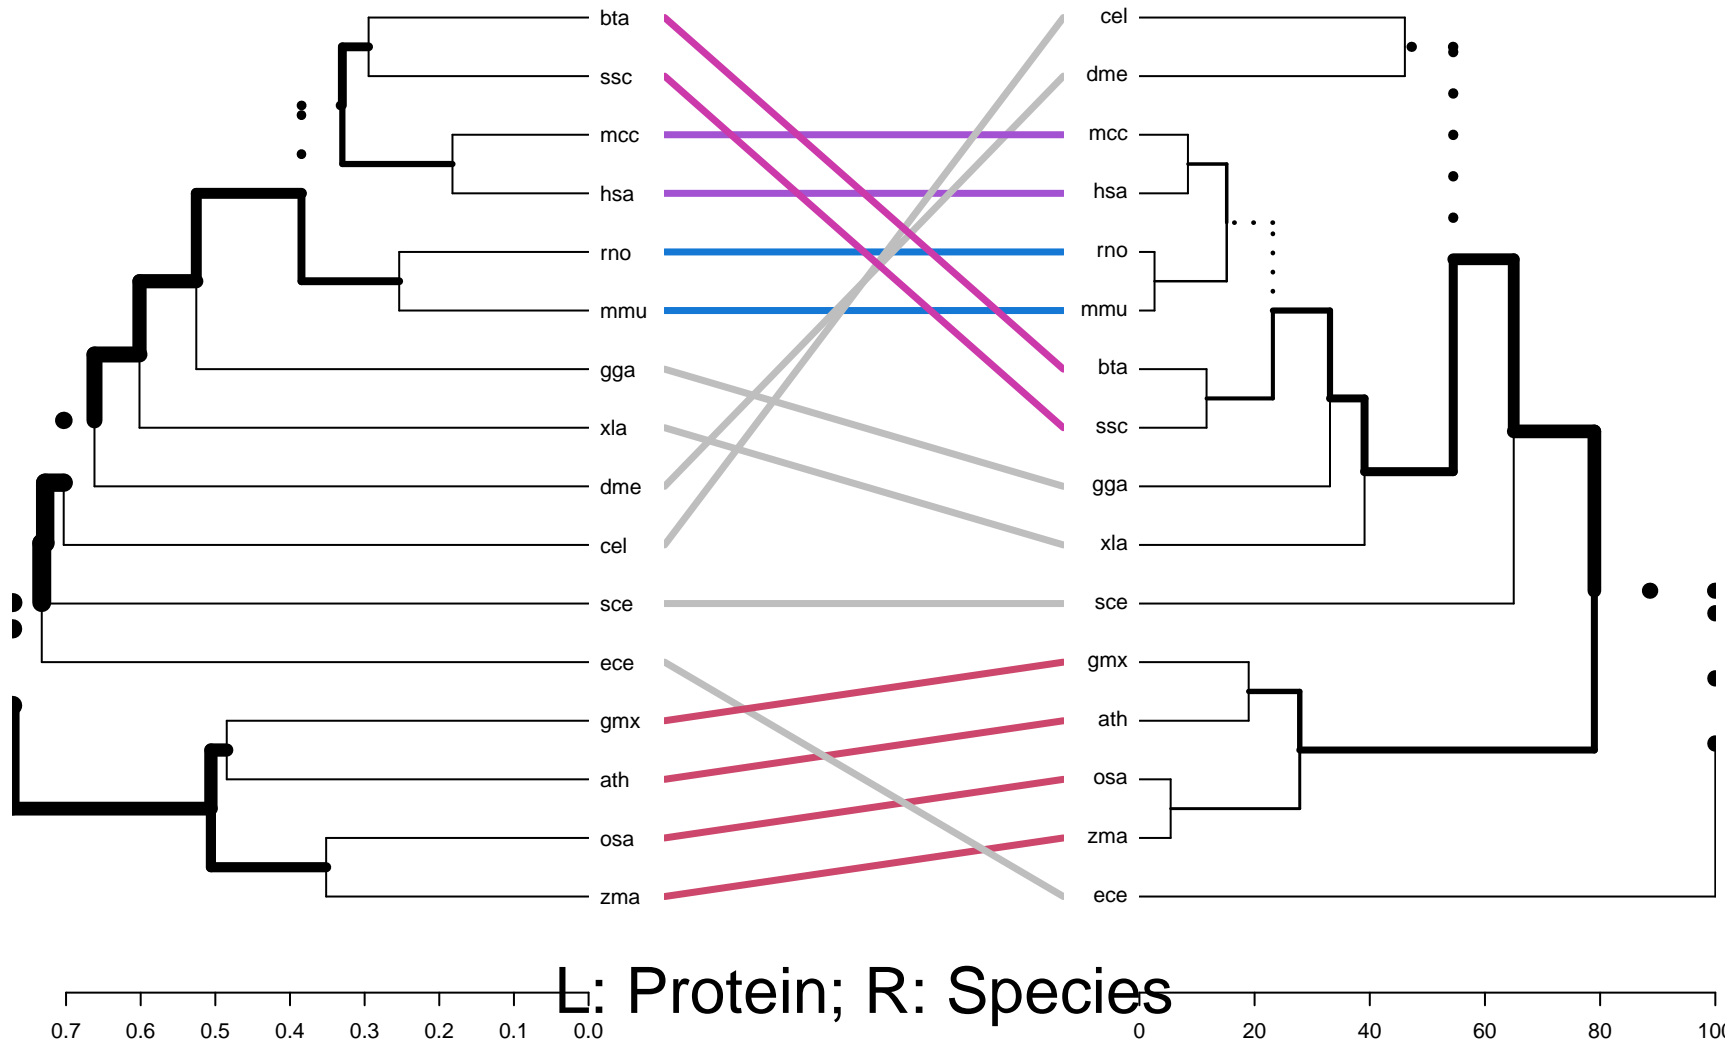 bta cel
ssc dme
mcc mcc
hsa hsa
rno rno
mmu mmu
gga bta
xla ssc
dme gga
cel xla
sce sce
ece gmx
gmx ath
ath osa
osa zma
zma ece
L: Protein; R: Species
0.7 0.6 0.5 0.4 0.3 0.2 0.1 0.0 0 20 40 60 80 100